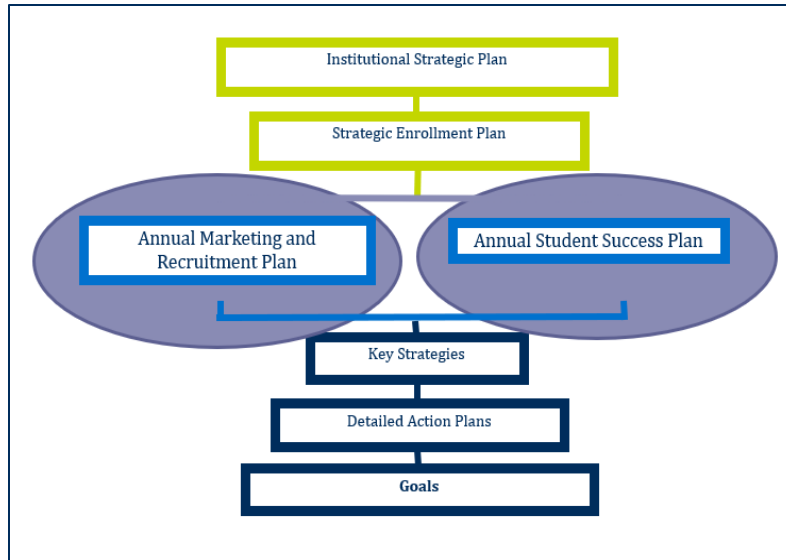 Institutional Strategic Plan
Strategic Enrollment Plan
Annual Marketing and
Recruitment Plan
Annual Student Success Plan
Key Strategies
Detailed Action Plans
Goals